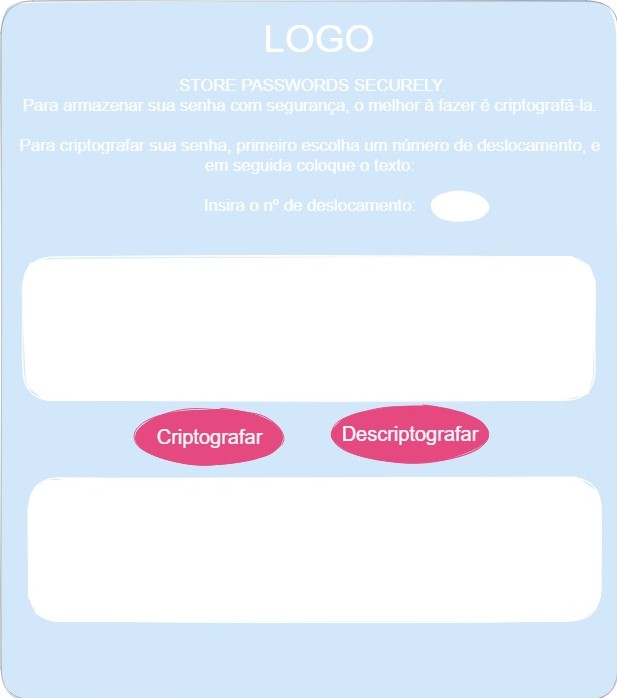 LOGO
.STORE PASSWORDS SECURELY.
Para armazenar sua senha com segurança, o melhor à fazer é criptografá-la.
Para criptografar sua senha, primeiro escolha um número de deslocamento, e
em seguida coloque o texto:
Insira o nº de deslocamento:
Criptografar
Descriptografar